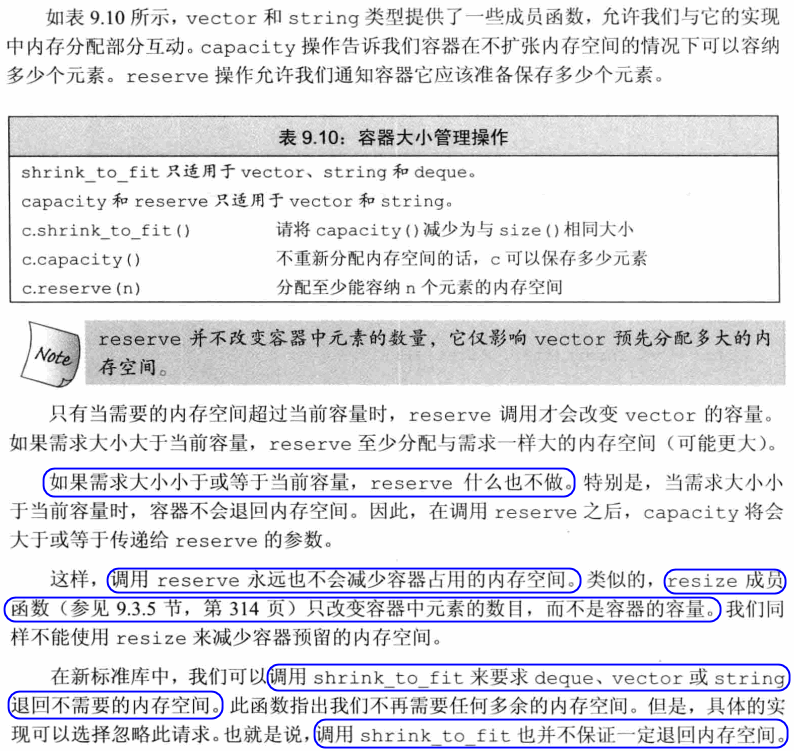 如表 9.10 所示，vector 和 string 类型提供了一些成员函数，允许我们与它的实现
中内存分配部分互动。capacity 操作告诉我们容器在不扩张内存空间的情况下可以容纳
多少个元素。reserve 操作允许我们通知容器它应该准备保存多少个元素。
表 9.10：容器大小管理操作
shrink_to_fit 只适用于 vector、string 和 deque。
capacity 和 reserve 只适用于 vector 和 string。
c.shrink_to_fit() 请将 capacity()减少为与 size()相同大小
c.capacity() 不重新分配内存空间的话，c 可以保存多少元素
c.reserve(n) 分配至少能容纳 n 个元素的内存空间
Note
reserve 并不改变容器中元素的数量，它仅影响 vector 预先分配多大的内
存空间。
只有当需要的内存空间超过当前容量时，reserve 调用才会改变 vector 的容量。
如果需求大小大于当前容量，reserve 至少分配与需求一样大的内存空间（可能更大）。
如果需求大小小于或等于当前容量，reserve 什么也不做。特别是，当需求大小小
于当前容量时，容器不会退回内存空间。因此，在调用 reserve 之后，capacity 将会
大于或等于传递给 reserve 的参数。
这样，调用 reserve 永远也不会减少容器占用的内存空间。类似的，resize 成员
函数（参见 9.3.5 节，第 314 页）只改变容器中元素的数目，而不是容器的容量。我们同
样不能使用 resize 来减少容器预留的内存空间。
在新标准库中，我们可以调用 shrink_to_fit 来要求 deque、vector 或 string
退回不需要的内存空间。此函数指出我们不再需要任何多余的内存空间。但是，具体的实
现可以选择忽略此请求。也就是说，调用 shrink_to_fit 也并不保证一定退回内存空间。